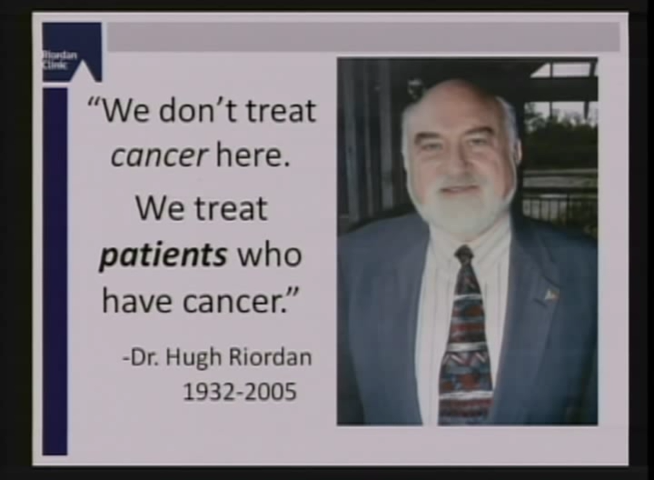 Riordan
Clinic
“We don’t treat
cancer here.
We treat
patients who
have cancer.”
-Dr. Hugh Riordan
1932-2005